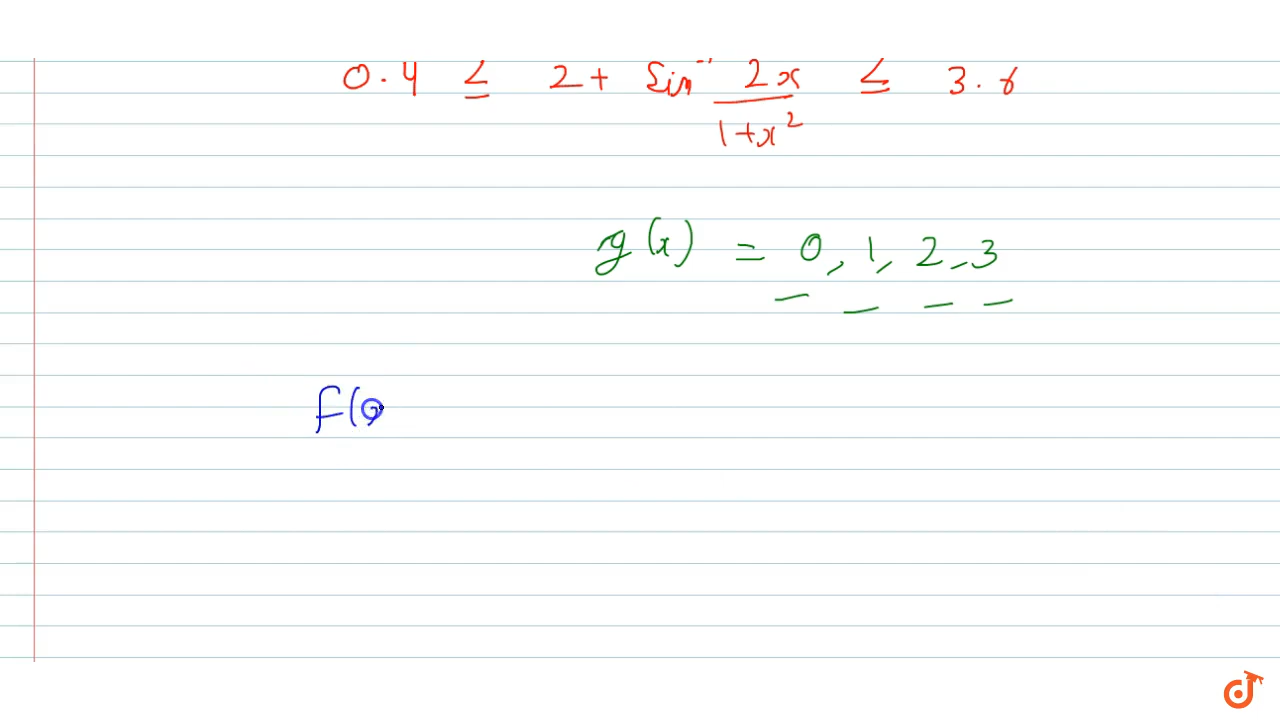 0.4 ≤ 2 + Sin⁻¹ 2x/1+x² ≤ 3.6
g(x) = 0, 1, 2, 3
f(x